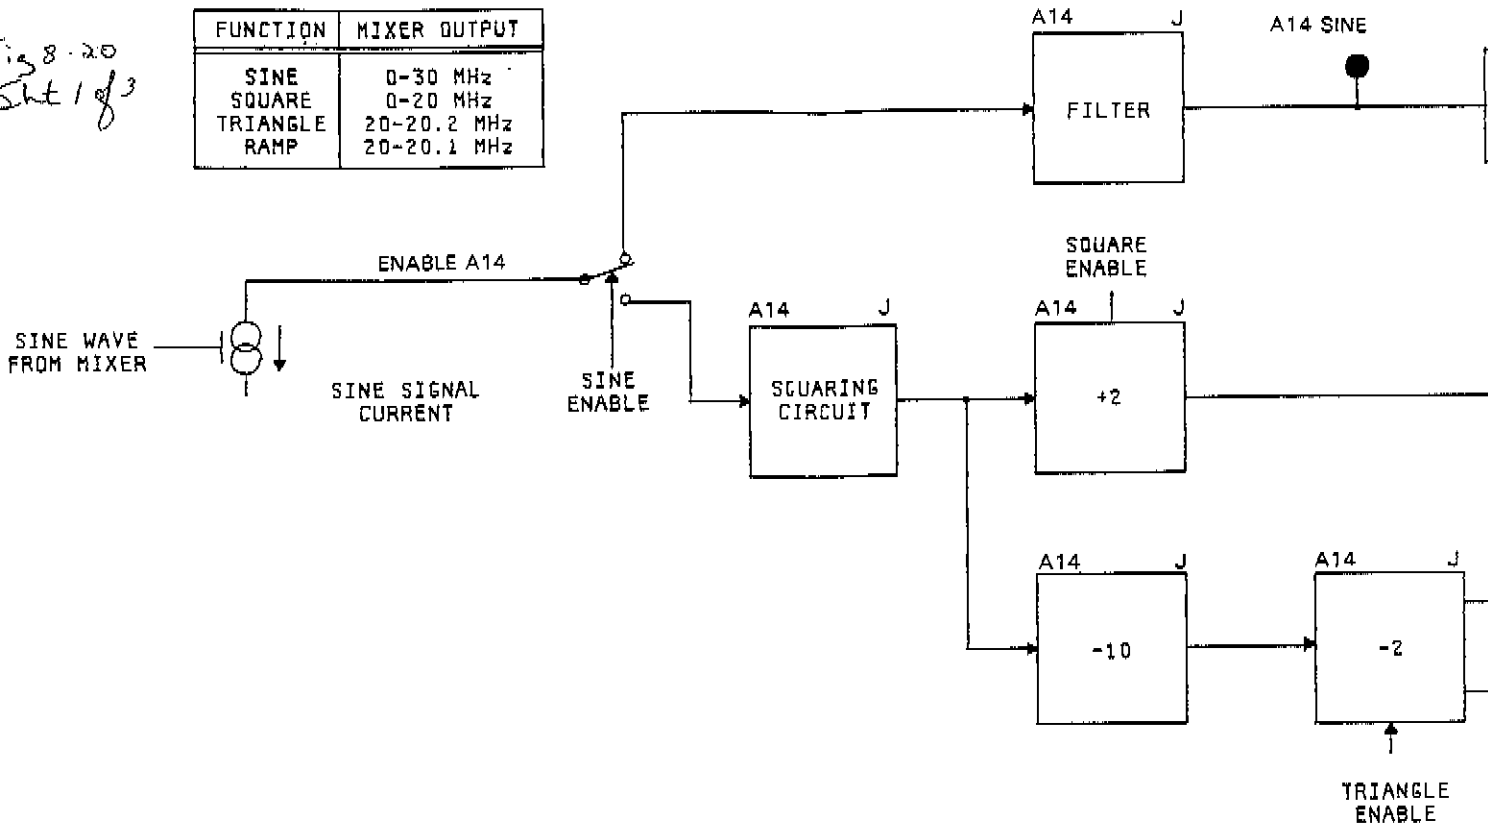 Fig 8-20
Sht 1 of 3
FUNCTION MIXER OUTPUT
SINE 0-30 MHz
SQUARE 0-20 MHz
TRIANGLE 20-20.2 MHz
RAMP 20-20.1 MHz
A14 J
FILTER
A14 SINE
ENABLE A14
SINE WAVE
FROM MIXER
SINE SIGNAL
CURRENT
SINE
ENABLE
A14 J
SQUARING
CIRCUIT
SQUARE
ENABLE
A14 J
+2
A14 J
-10
A14 J
-2
TRIANGLE
ENABLE